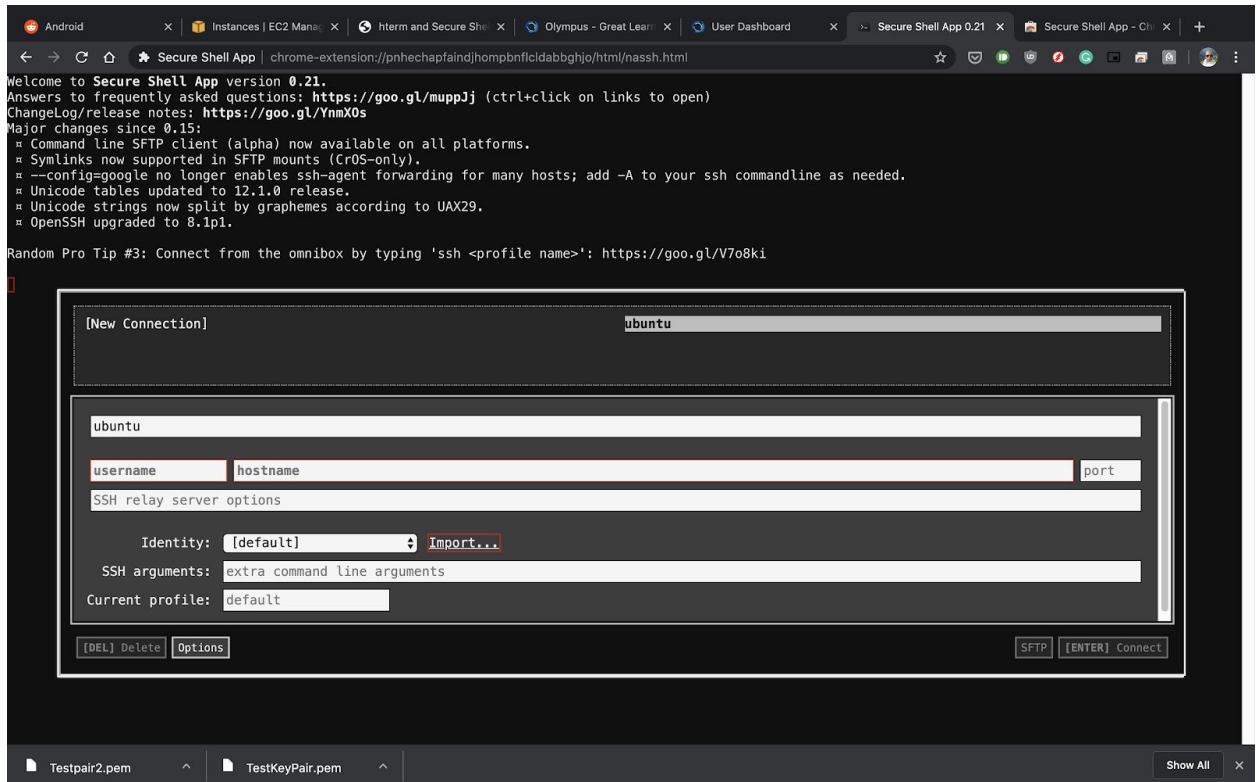 Android
Instances | EC2 Manag
hterm and Secure She
Olympus - Great Learn
User Dashboard
Secure Shell App 0.21
Secure Shell App - Ch
Secure Shell App | chrome-extension://pnhechapfaindjhompbnflcldabbghjo/html/nassh.html
Welcome to Secure Shell App version 0.21.
Answers to frequently asked questions: https://goo.gl/muppJj (ctrl+click on links to open)
ChangeLog/release notes: https://goo.gl/YnmXOs
Major changes since 0.15:
¤ Command line SFTP client (alpha) now available on all platforms.
¤ Symlinks now supported in SFTP mounts (CrOS-only).
¤ --config=google no longer enables ssh-agent forwarding for many hosts; add -A to your ssh commandline as needed.
¤ Unicode tables updated to 12.1.0 release.
¤ Unicode strings now split by graphemes according to UAX29.
¤ OpenSSH upgraded to 8.1p1.
Random Pro Tip #3: Connect from the omnibox by typing 'ssh <profile name>': https://goo.gl/V7o8ki
[New Connection] ubuntu
ubuntu
username hostname port
SSH relay server options
Identity: [default] Import...
SSH arguments: extra command line arguments
Current profile: default
[DEL] Delete Options SFTP [ENTER] Connect
Testpair2.pem TestKeyPair.pem Show All